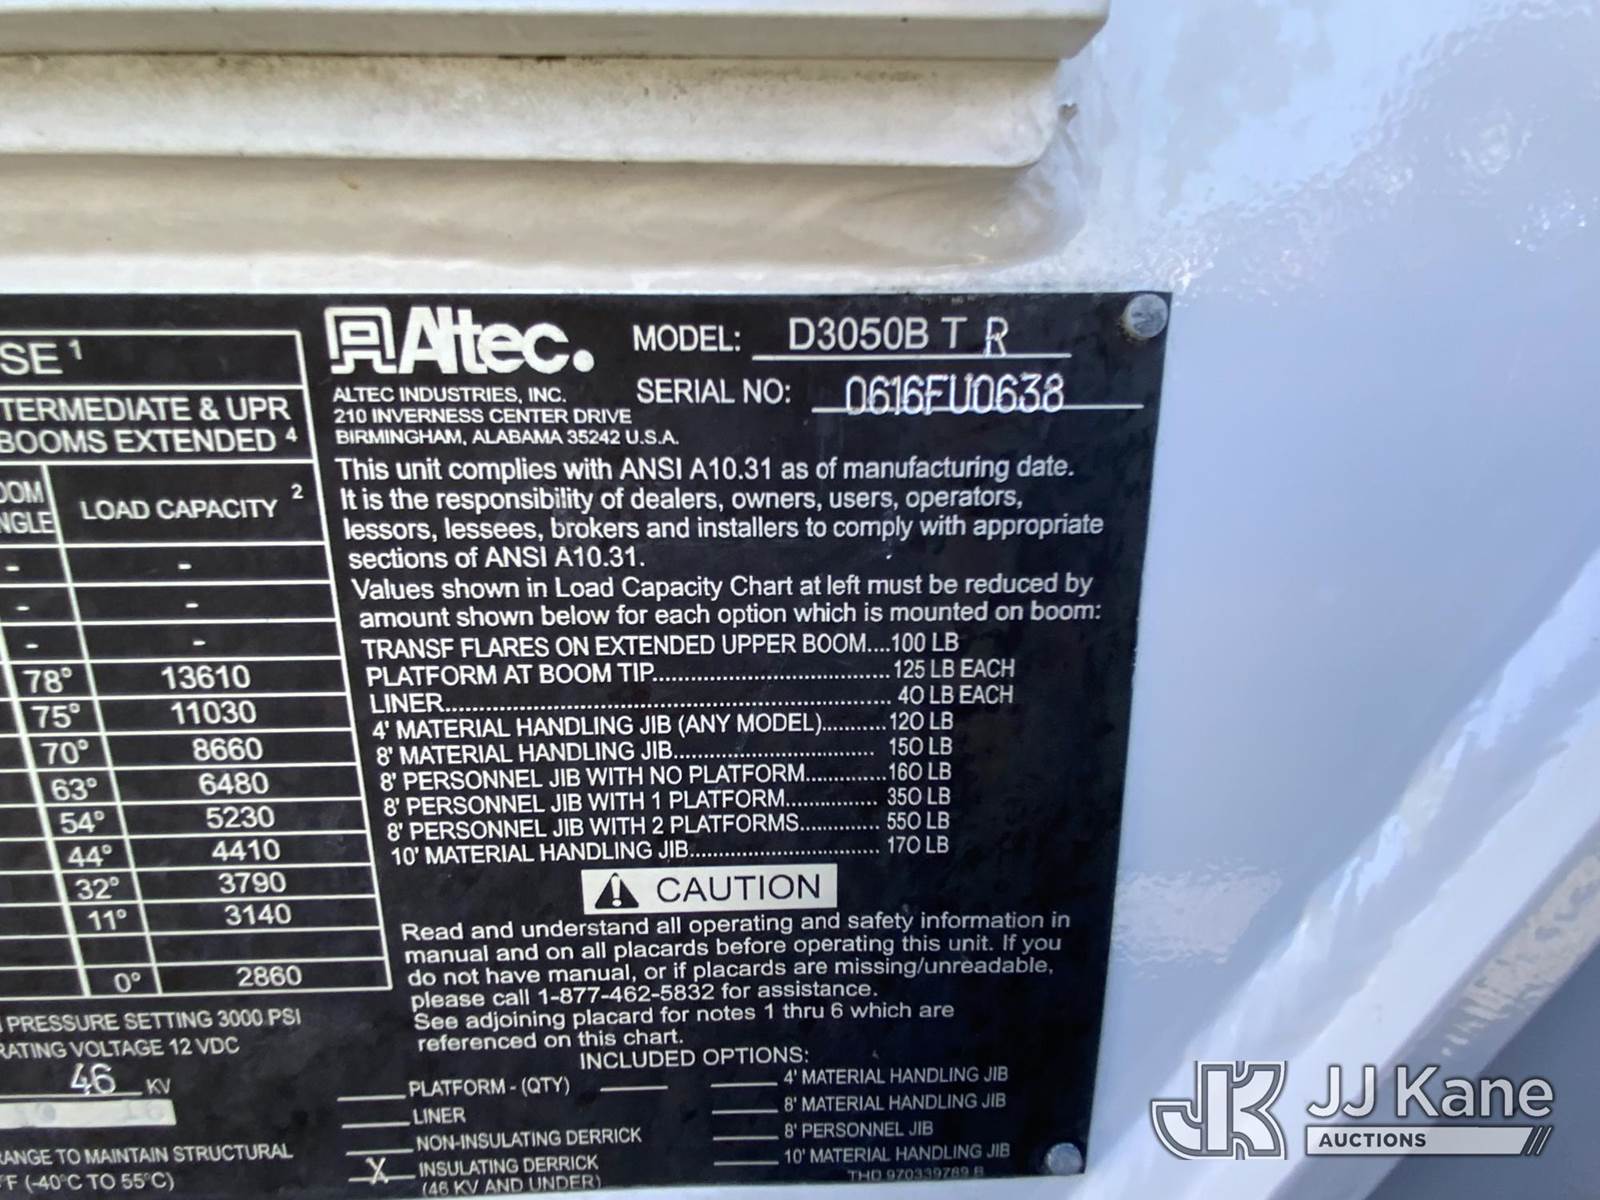 SE 1
TERMEDIATE & UPR
BOOMS EXTENDED 4
LOAD CAPACITY 2
- -
- -
- -
78° 13610
75° 11030
70° 8660
63° 6480
54° 5230
44° 4410
32° 3790
11° 3140
0° 2860
PRESSURE SETTING 3000 PSI
RATING VOLTAGE 12 VDC
46 KV
ANGE TO MAINTAIN STRUCTURAL
°F (-40°C TO 55°C)
Altec.
ALTEC INDUSTRIES, INC.
210 INVERNESS CENTER DRIVE
BIRMINGHAM, ALABAMA 35242 U.S.A.
MODEL: D3050B T R
SERIAL NO: 0616FU0638
This unit complies with ANSI A10.31 as of manufacturing date.
It is the responsibility of dealers, owners, users, operators,
lessors, lessees, brokers and installers to comply with appropriate
sections of ANSI A10.31.
Values shown in Load Capacity Chart at left must be reduced by
amount shown below for each option which is mounted on boom:
TRANSF FLARES ON EXTENDED UPPER BOOM....100 LB
PLATFORM AT BOOM TIP....................................125 LB EACH
LINER.....................................................................40 LB EACH
4' MATERIAL HANDLING JIB (ANY MODEL)..........120 LB
8' MATERIAL HANDLING JIB............................... 150 LB
8' PERSONNEL JIB WITH NO PLATFORM.............160 LB
8' PERSONNEL JIB WITH 1 PLATFORM............... 350 LB
8' PERSONNEL JIB WITH 2 PLATFORMS............. 550 LB
10' MATERIAL HANDLING JIB............................. 170 LB
CAUTION
Read and understand all operating and safety information in
manual and on all placards before operating this unit. If you
do not have manual, or if placards are missing/unreadable,
please call 1-877-462-5832 for assistance.
See adjoining placard for notes 1 thru 6 which are
referenced on this chart.
INCLUDED OPTIONS:
PLATFORM - (QTY)
LINER
NON-INSULATING DERRICK
X INSULATING DERRICK
(46 KV AND UNDER)
4' MATERIAL HANDLING JIB
8' MATERIAL HANDLING JIB
8' PERSONNEL JIB
10' MATERIAL HANDLING JIB
THD 970339789 B
JK JJ Kane
AUCTIONS